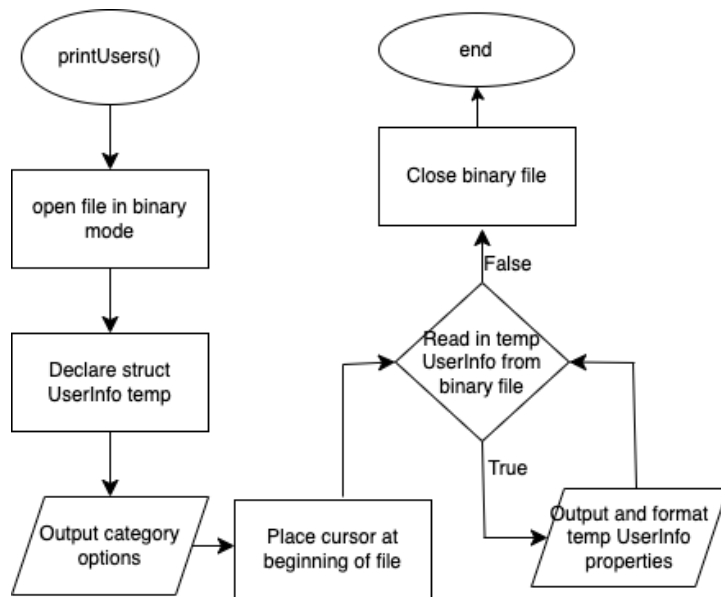 printUsers()
open file in binary
mode
Declare struct
UserInfo temp
Output category
options
Place cursor at
beginning of file
Read in temp
UserInfo from
binary file
True
Output and format
temp UserInfo
properties
False
Close binary file
end